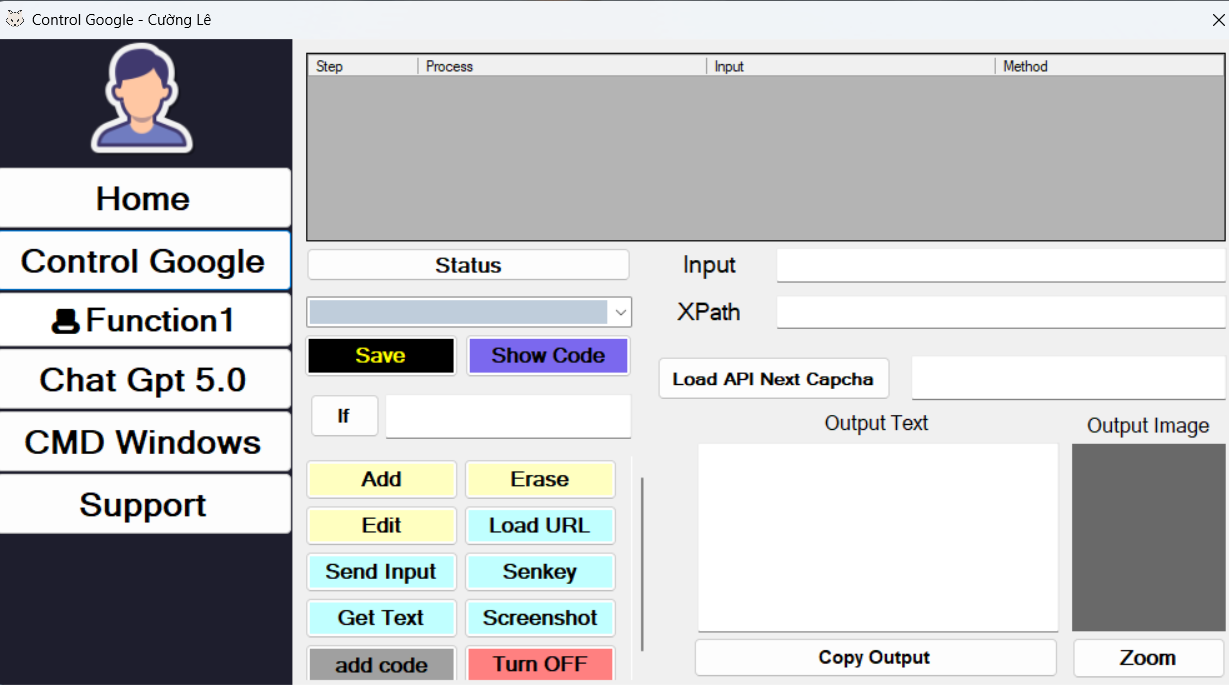 Control Google - Cường Lê
Home
Control Google
Function1
Chat Gpt 5.0
CMD Windows
Support
Step Process Input Method
Status
Save Show Code
If
Add Erase
Edit Load URL
Send Input Senkey
Get Text Screenshot
add code Turn OFF
Input
XPath
Load API Next Capcha
Output Text Output Image
Copy Output Zoom